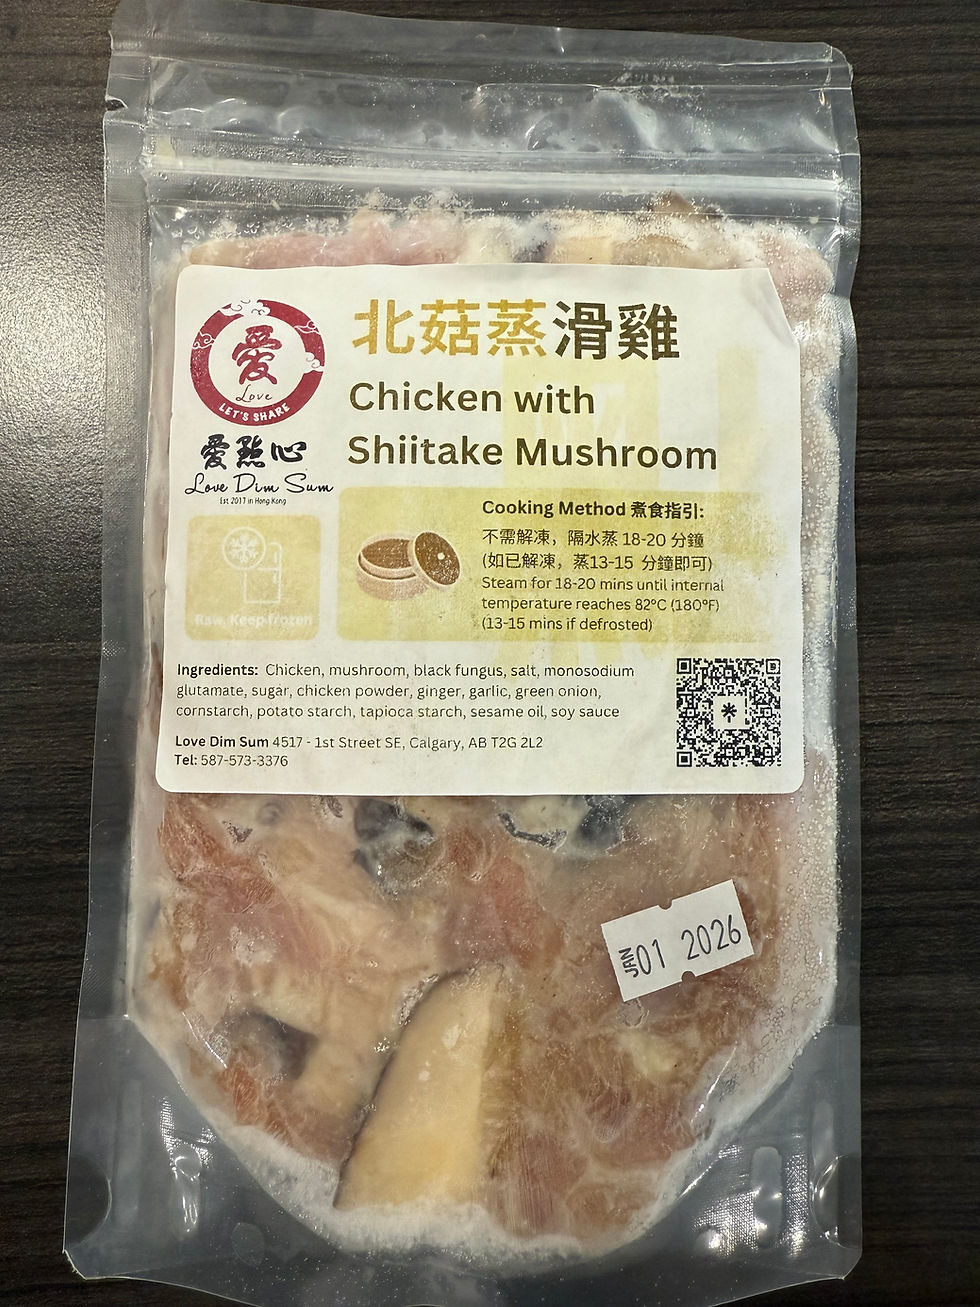 愛
Love
LET'S SHARE
愛點心
Love Dim Sum
Est 2017 in Hong Kong
北菇蒸滑雞
Chicken with
Shiitake Mushroom
Raw. Keep frozen
Cooking Method 煮食指引:
不需解凍，隔水蒸 18-20 分鐘
(如已解凍，蒸13-15 分鐘即可)
Steam for 18-20 mins until internal
temperature reaches 82°C (180°F)
(13-15 mins if defrosted)
Ingredients: Chicken, mushroom, black fungus, salt, monosodium
glutamate, sugar, chicken powder, ginger, garlic, green onion,
cornstarch, potato starch, tapioca starch, sesame oil, soy sauce
Love Dim Sum 4517 - 1st Street SE, Calgary, AB T2G 2L2
Tel: 587-573-3376
JAN 01 2026